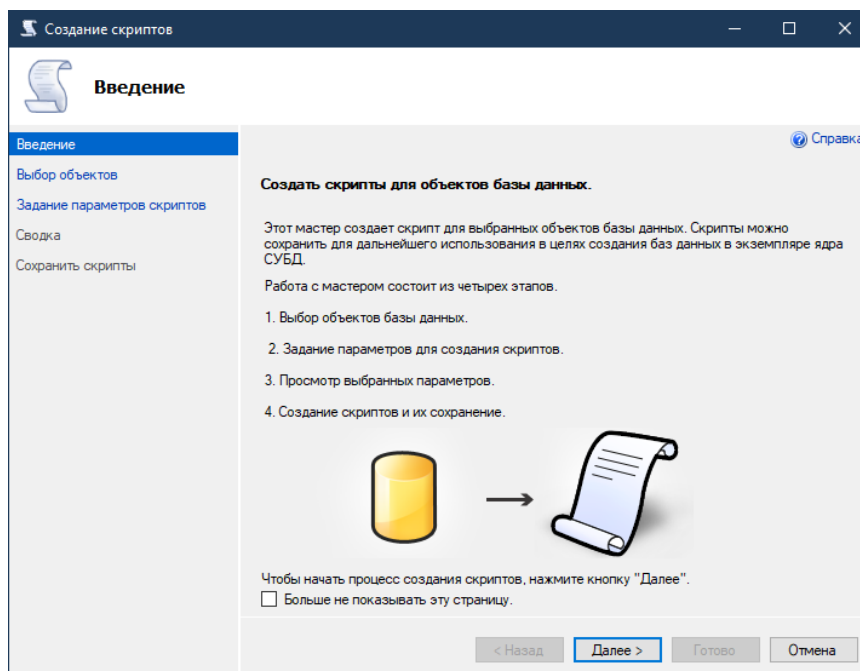 Создание скриптов
Введение
Введение
Выбор объектов
Задание параметров скриптов
Сводка
Сохранить скрипты
Справка
Создать скрипты для объектов базы данных.
Этот мастер создает скрипт для выбранных объектов базы данных. Скрипты можно
сохранить для дальнейшего использования в целях создания баз данных в экземпляре ядра
СУБД.
Работа с мастером состоит из четырех этапов.
1. Выбор объектов базы данных.
2. Задание параметров для создания скриптов.
3. Просмотр выбранных параметров.
4. Создание скриптов и их сохранение.
Чтобы начать процесс создания скриптов, нажмите кнопку "Далее".
Больше не показывать эту страницу.
< Назад
Далее >
Готово
Отмена